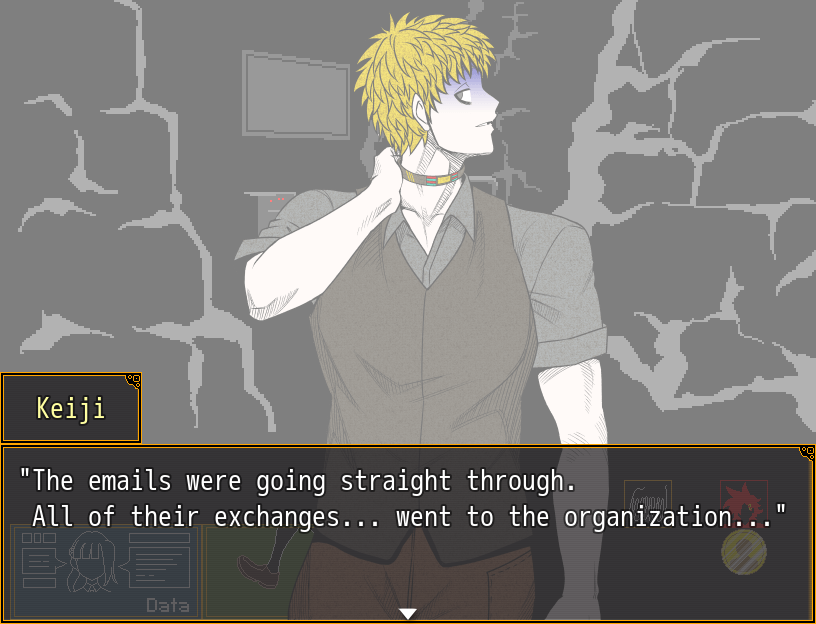 Keiji
"The emails were going straight through.
All of their exchanges... went to the organization..."
Data